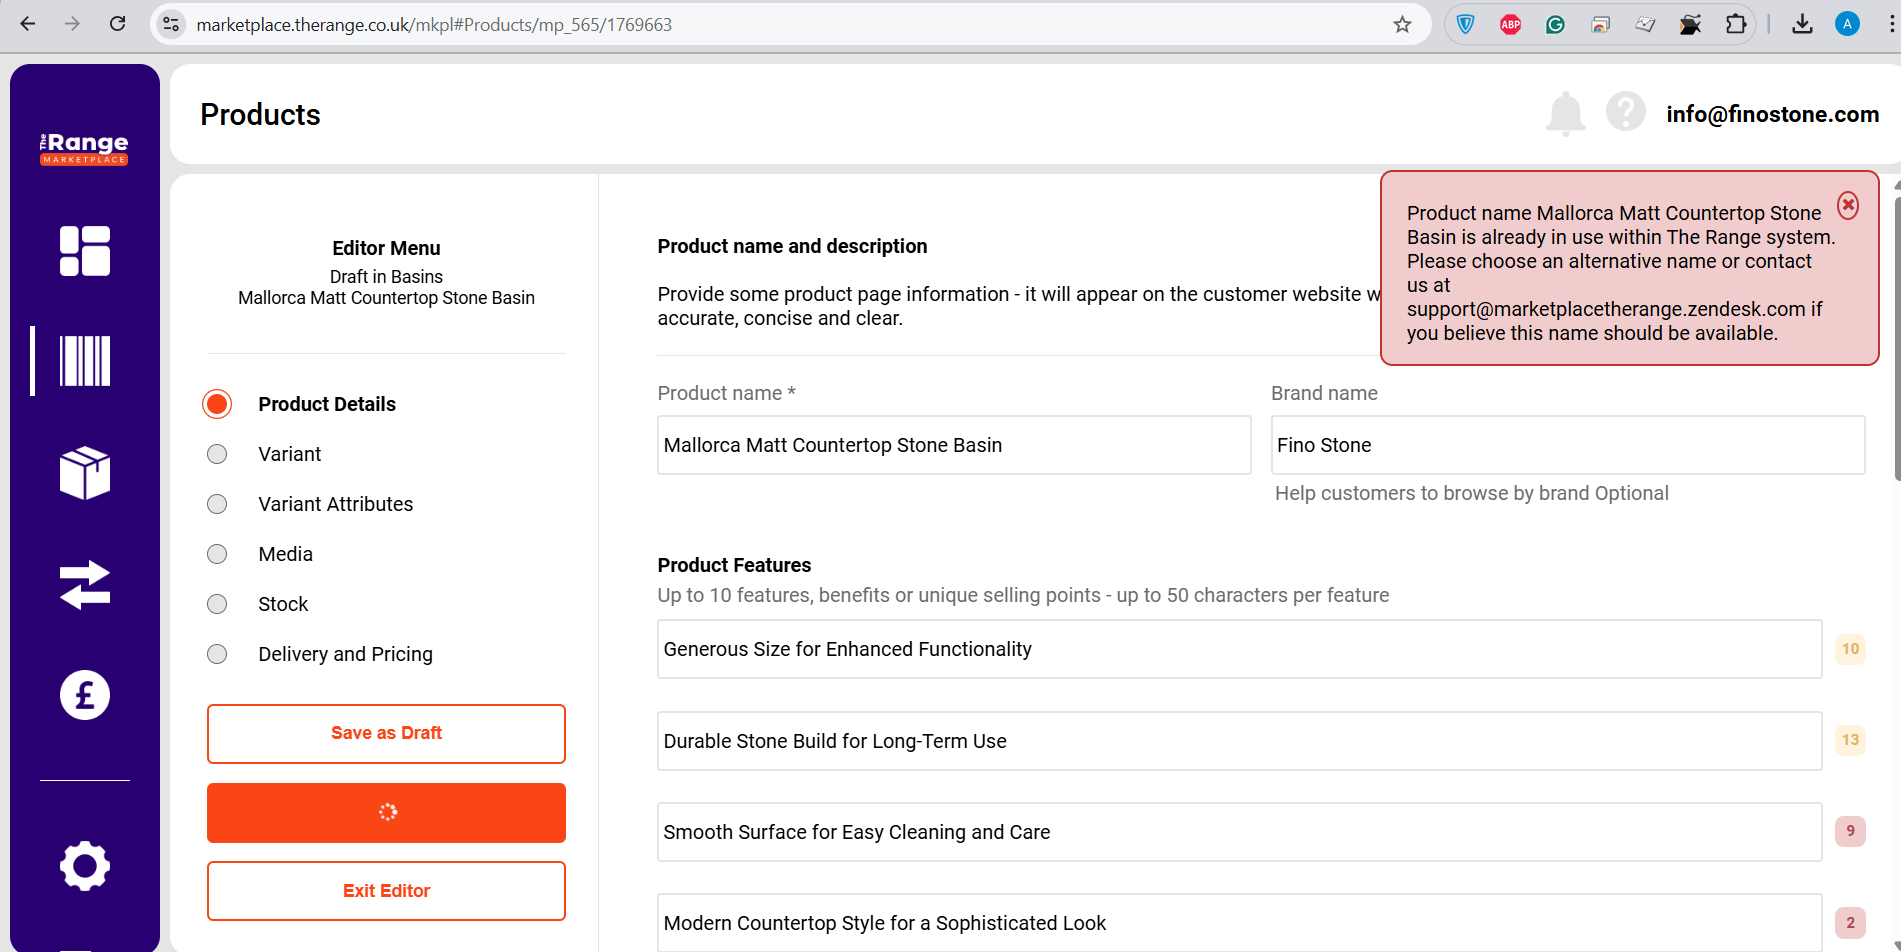 marketplace.therange.co.uk/mkpl#Products/mp_565/1769663
ABP
A
The Range
MARKETPLACE
Products
info@finostone.com
Product name Mallorca Matt Countertop Stone
Basin is already in use within The Range system.
Please choose an alternative name or contact
us at
support@marketplacetherange.zendesk.com if
you believe this name should be available.
Editor Menu
Draft in Basins
Mallorca Matt Countertop Stone Basin
Product Details
Variant
Variant Attributes
Media
Stock
Delivery and Pricing
Save as Draft
Exit Editor
Product name and description
Provide some product page information - it will appear on the customer website w
accurate, concise and clear.
Product name *
Mallorca Matt Countertop Stone Basin
Brand name
Fino Stone
Help customers to browse by brand Optional
Product Features
Up to 10 features, benefits or unique selling points - up to 50 characters per feature
Generous Size for Enhanced Functionality
10
Durable Stone Build for Long-Term Use
13
Smooth Surface for Easy Cleaning and Care
9
Modern Countertop Style for a Sophisticated Look
2